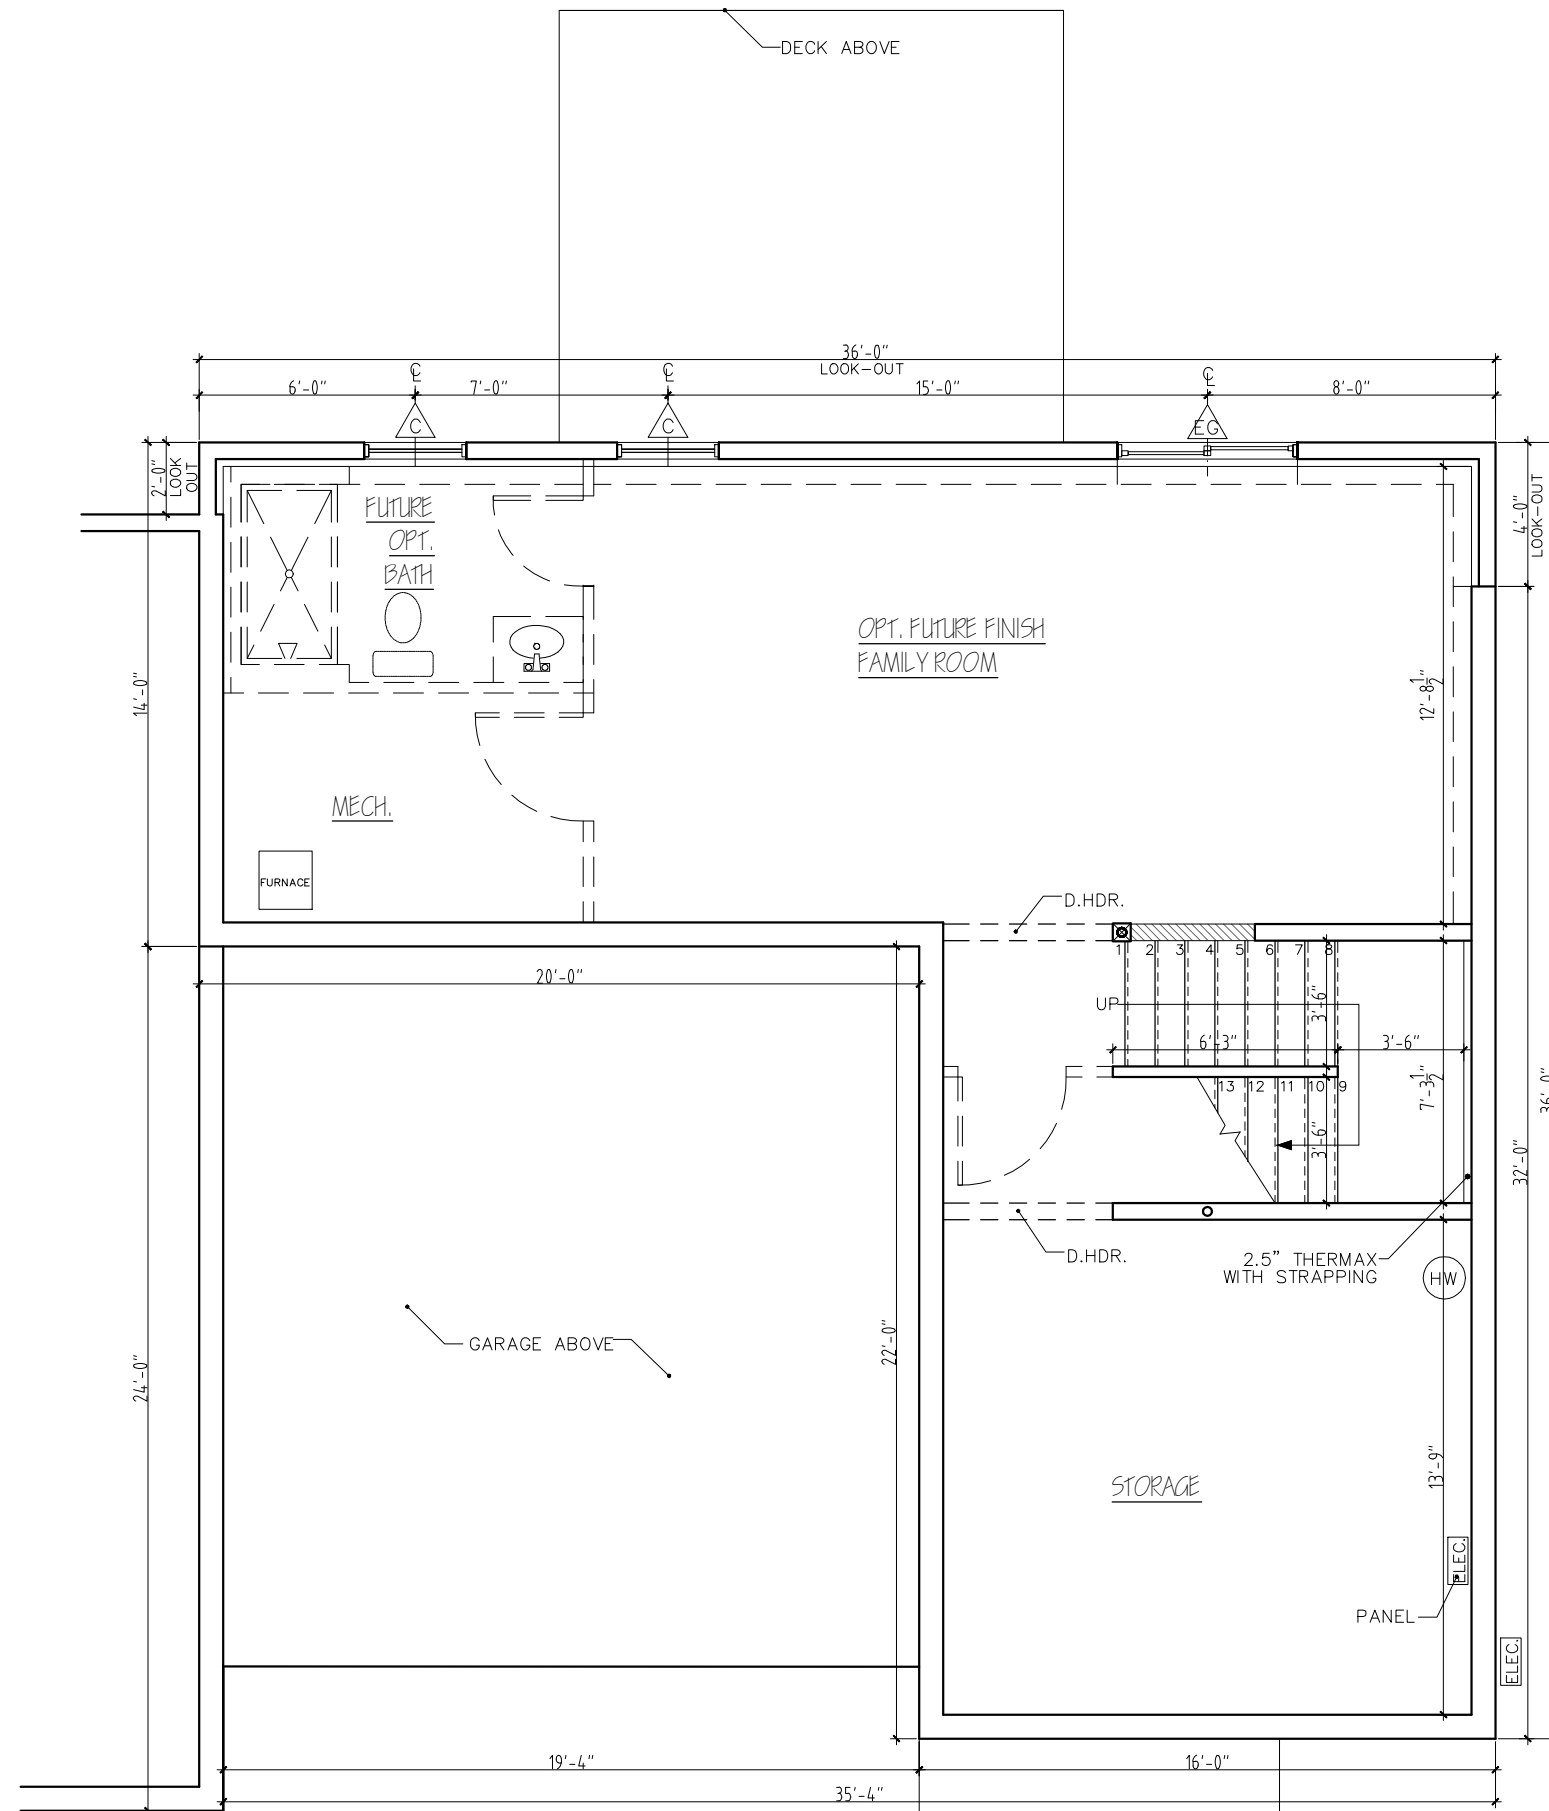 DECK ABOVE
36'-0"
LOOK-OUT
6'-0"
℄
7'-0"
℄
15'-0"
℄
8'-0"
C
C
EG
2'-0"
LOOK
OUT
4'-0"
LOOK-OUT
FUTURE
OPT.
BATH
OPT. FUTURE FINISH
FAMILY ROOM
14'-0"
12'-8 1/2"
MECH.
FURNACE
D.HDR.
1 2 3 4 5 6 7 8
20'-0"
UP
3'-6"
6'-3"
3'-6"
13 12 11 10 9
7'-3 1/2"
36'-0"
3'-6"
32'-0"
D.HDR.
2.5" THERMAX
WITH STRAPPING
HW
GARAGE ABOVE
22'-0"
24'-0"
13'-9"
STORAGE
ELEC.
PANEL
ELEC.
19'-4"
16'-0"
35'-4"